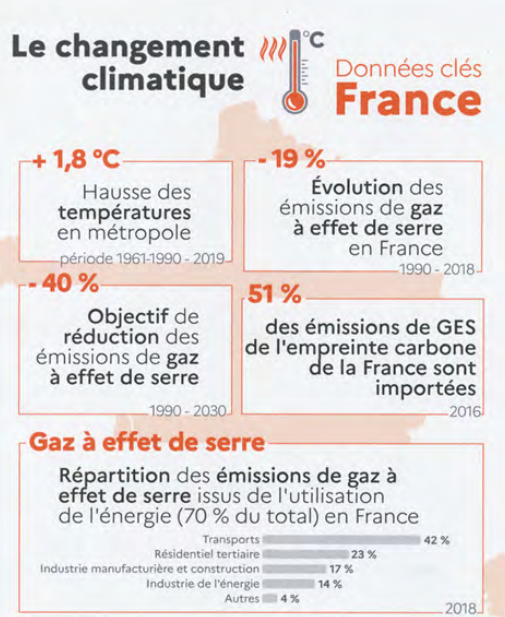 Le changement
climatique
°C
Données clés
France
+ 1,8 °C
Hausse des
températures
en métropole
période 1961-1990 - 2019
- 19 %
Évolution des
émissions de gaz
à effet de serre
en France
1990 - 2018
- 40 %
Objectif de
réduction des
émissions de gaz
à effet de serre
1990 - 2030
51 %
des émissions de GES
de l'empreinte carbone
de la France sont
importées
2016
Gaz à effet de serre
Répartition des émissions de gaz à
effet de serre issus de l'utilisation
de l'énergie (70 % du total) en France
Transports 42 %
Résidentiel tertiaire 23 %
Industrie manufacturière et construction 17 %
Industrie de l'énergie 14 %
Autres 4 %
2018